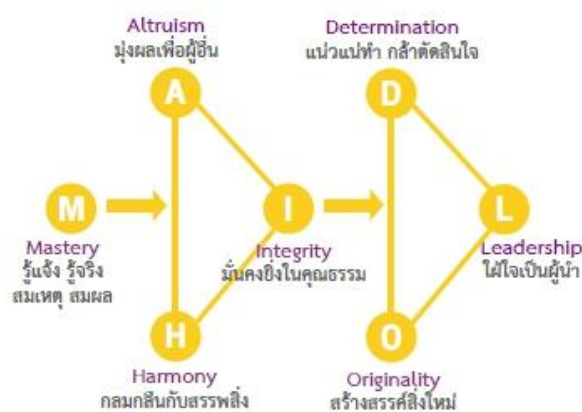 Altruism
มุ่งผลเพื่อผู้อื่น
A
Determination
แน่วแน่ทำ กล้าตัดสินใจ
D
M
Mastery
รู้แจ้ง รู้จริง
สมเหตุ สมผล
I
Integrity
มั่นคงยิ่งในคุณธรรม
L
Leadership
ใฝ่ใจเป็นผู้นำ
H
Harmony
กลมกลืนกับสรรพสิ่ง
O
Originality
สร้างสรรค์สิ่งใหม่